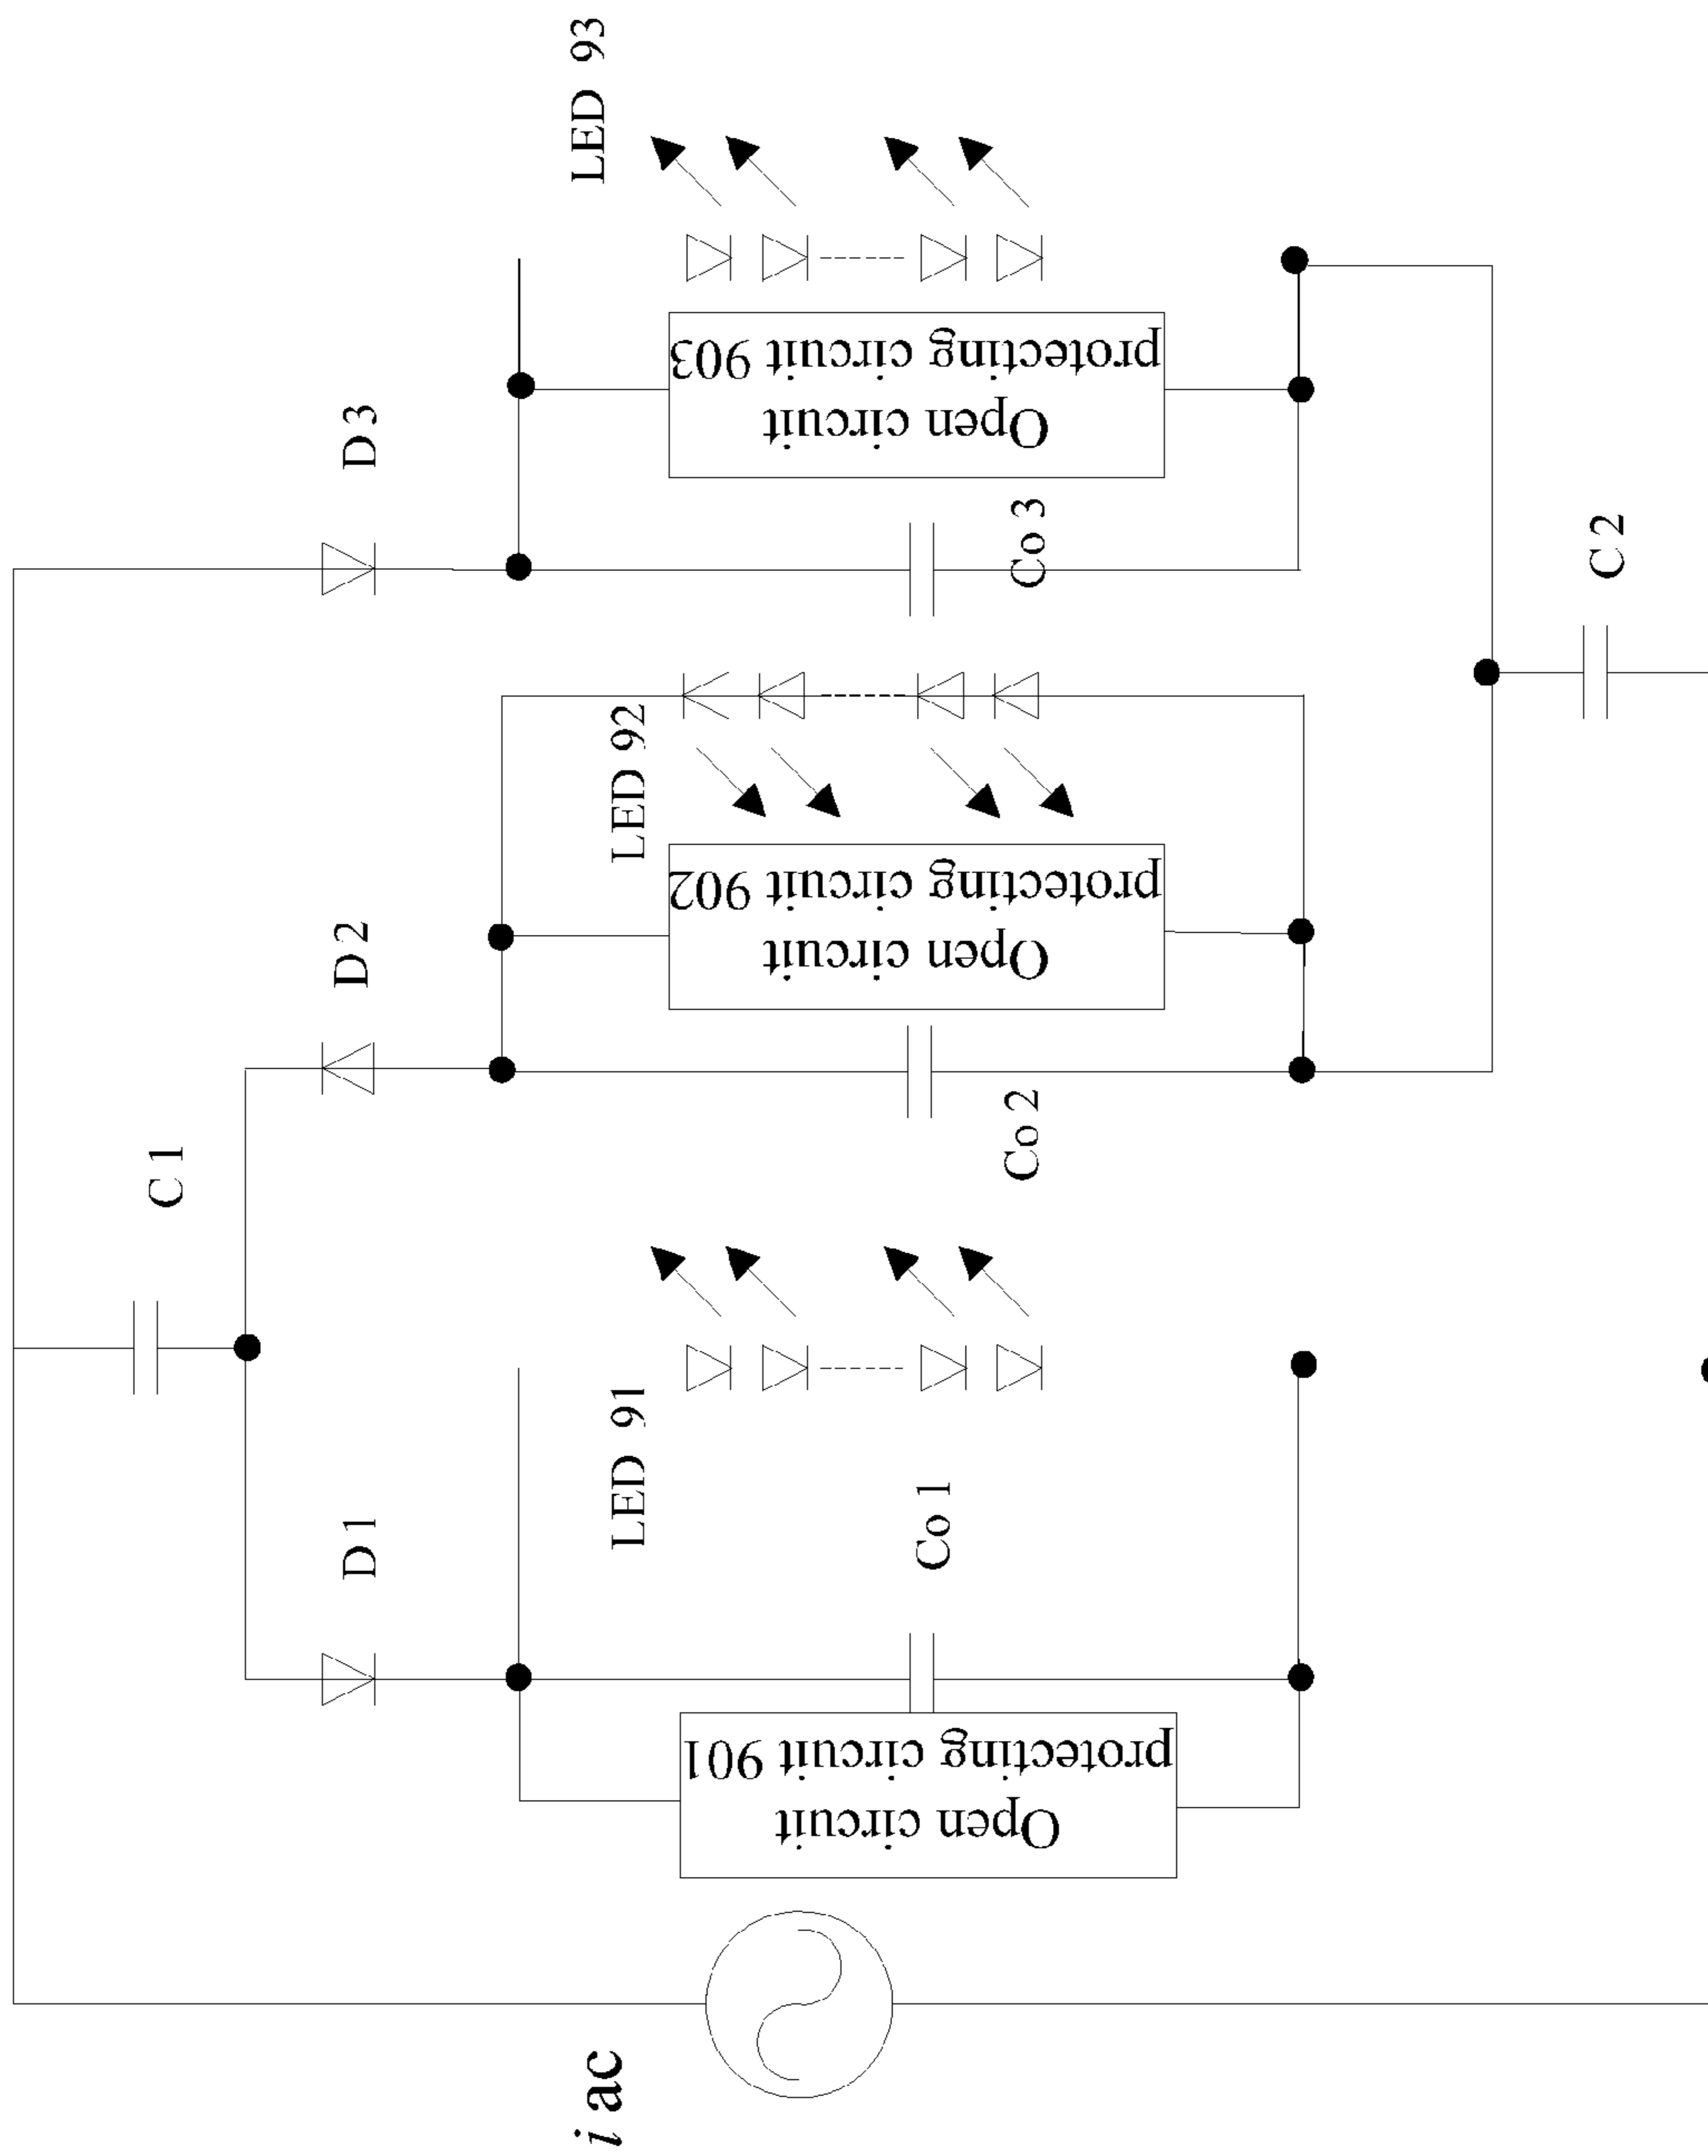 LED 93
D3
Open circuit
protecting circuit 903
Co3
C2
LED 92
D2
Open circuit
protecting circuit 902
Co2
C1
LED 91
D1
Co1
Open circuit
protecting circuit 901
i ac